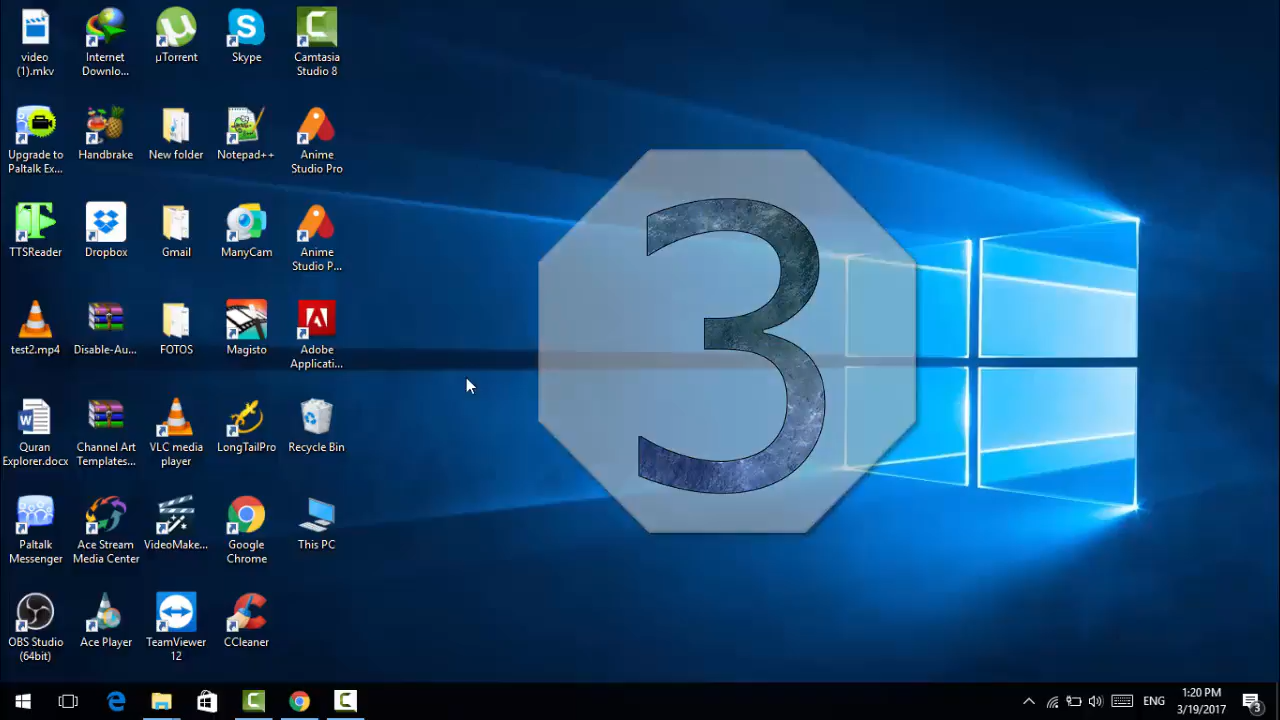 video
(1).mkv
Internet
Downlo...
µTorrent
Skype
Camtasia
Studio 8
Upgrade to
Paltalk Ex...
Handbrake
New folder
Notepad++
Anime
Studio Pro
TTSReader
Dropbox
Gmail
ManyCam
Anime
Studio P...
test2.mp4
Disable-Au...
FOTOS
Magisto
Adobe
Applicati...
Quran
Explorer.docx
Channel Art
Templates...
VLC media
player
LongTailPro
Recycle Bin
Paltalk
Messenger
Ace Stream
Media Center
VideoMake...
Google
Chrome
This PC
OBS Studio
(64bit)
Ace Player
TeamViewer
12
CCleaner
3
ENG
1:20 PM
3/19/2017
3